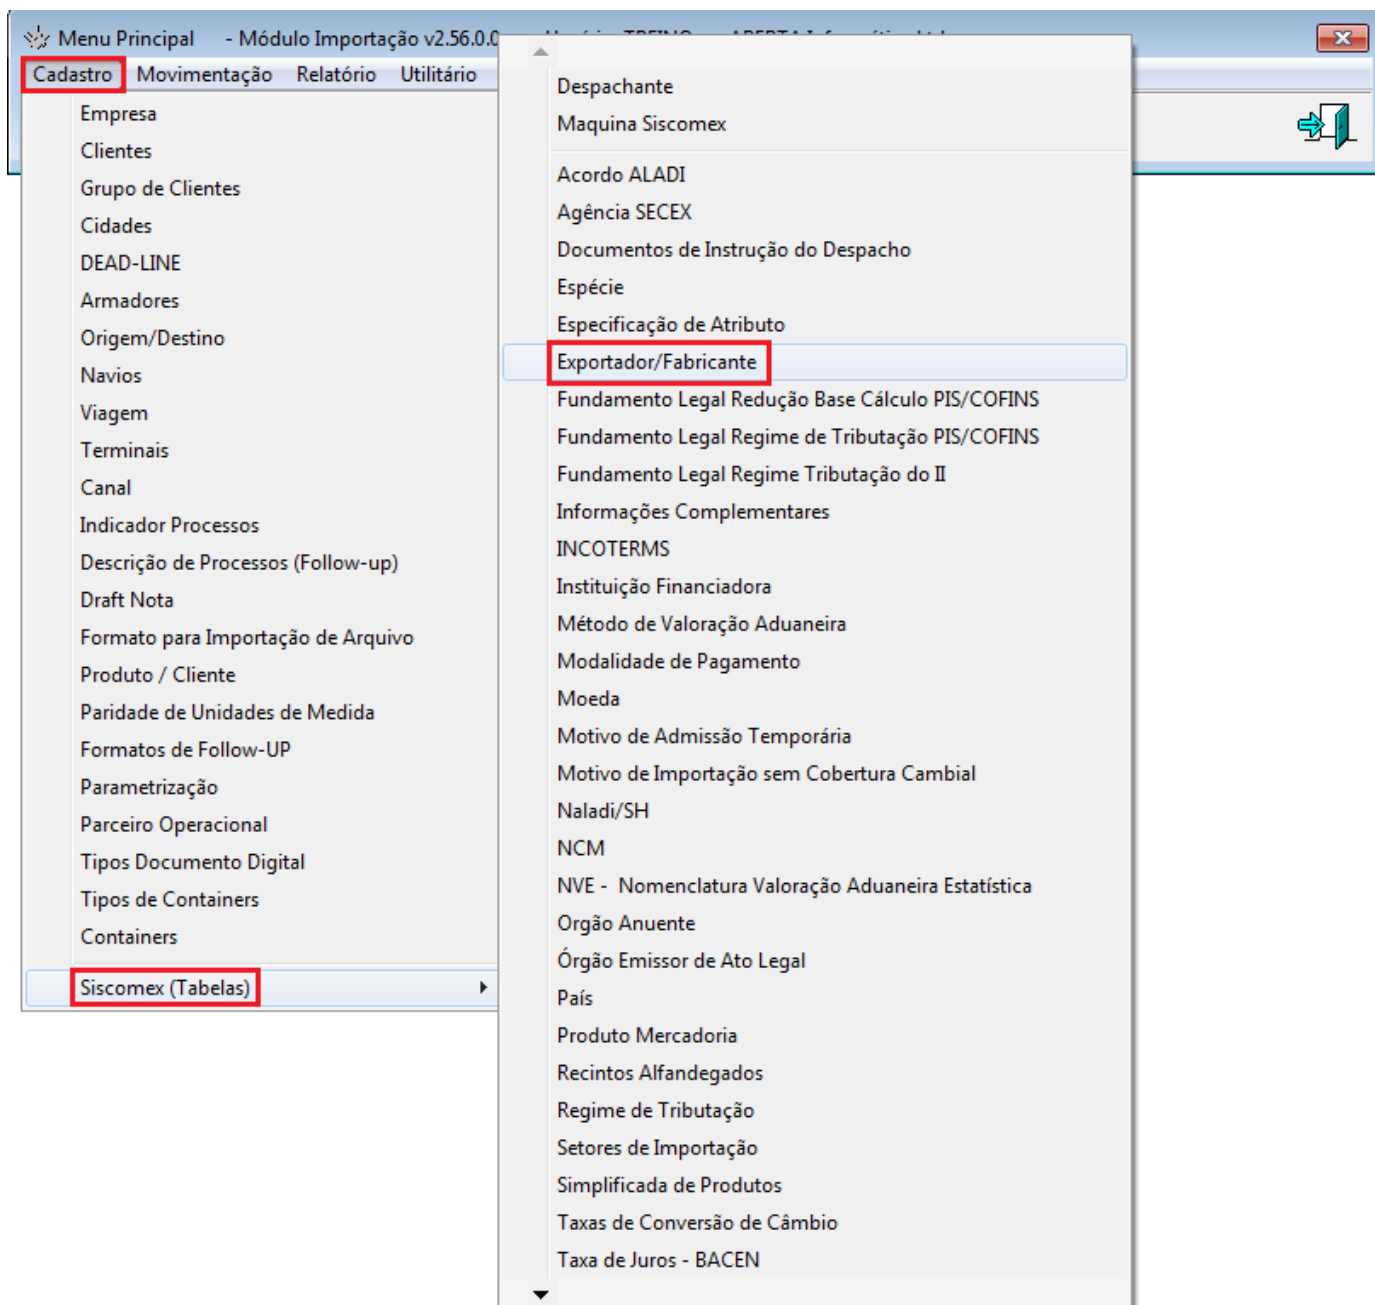 Menu Principal - Módulo Importação v2.56.0.0
Cadastro Movimentação Relatório Utilitário
Empresa
Clientes
Grupo de Clientes
Cidades
DEAD-LINE
Armadores
Origem/Destino
Navios
Viagem
Terminais
Canal
Indicador Processos
Descrição de Processos (Follow-up)
Draft Nota
Formato para Importação de Arquivo
Produto / Cliente
Paridade de Unidades de Medida
Formatos de Follow-UP
Parametrização
Parceiro Operacional
Tipos Documento Digital
Tipos de Containers
Containers
Siscomex (Tabelas)
Despachante
Maquina Siscomex
Acordo ALADI
Agência SECEX
Documentos de Instrução do Despacho
Espécie
Especificação de Atributo
Exportador/Fabricante
Fundamento Legal Redução Base Cálculo PIS/COFINS
Fundamento Legal Regime de Tributação PIS/COFINS
Fundamento Legal Regime Tributação do II
Informações Complementares
INCOTERMS
Instituição Financiadora
Método de Valoração Aduaneira
Modalidade de Pagamento
Moeda
Motivo de Admissão Temporária
Motivo de Importação sem Cobertura Cambial
Naladi/SH
NCM
NVE - Nomenclatura Valoração Aduaneira Estatística
Orgão Anuente
Órgão Emissor de Ato Legal
País
Produto Mercadoria
Recintos Alfandegados
Regime de Tributação
Setores de Importação
Simplificada de Produtos
Taxas de Conversão de Câmbio
Taxa de Juros - BACEN